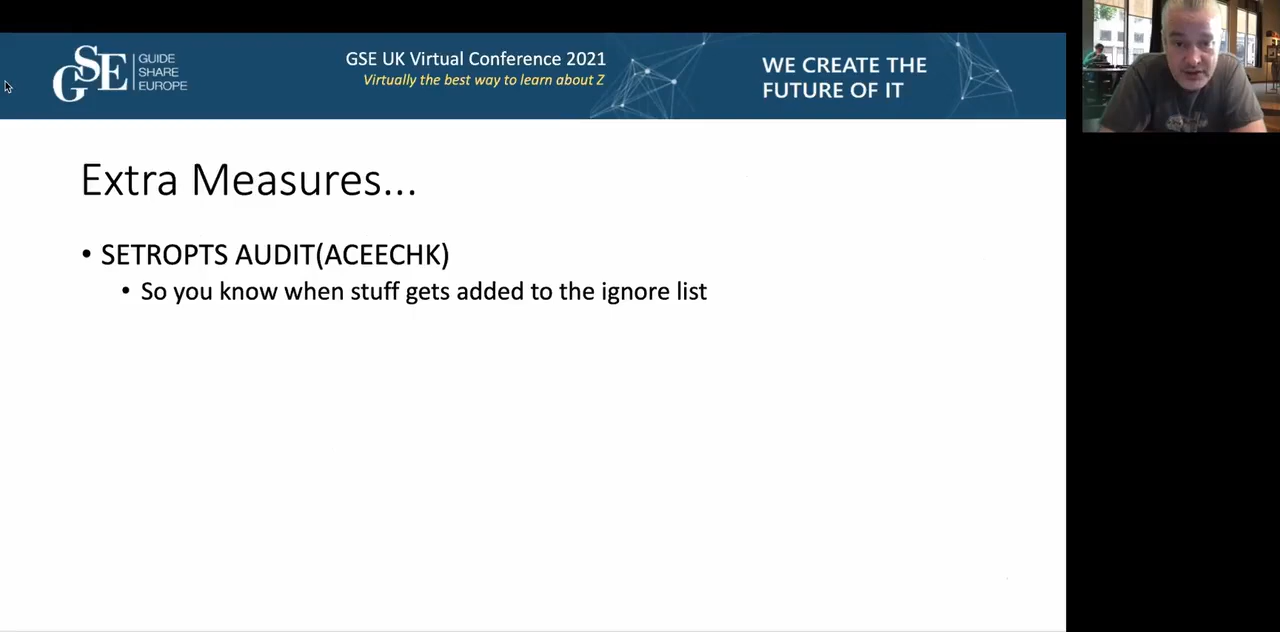 GSE
GUIDE
SHARE
EUROPE
GSE UK Virtual Conference 2021
Virtually the best way to learn about Z
WE CREATE THE
FUTURE OF IT
Extra Measures...
• SETROPTS AUDIT(ACEECHK)
• So you know when stuff gets added to the ignore list